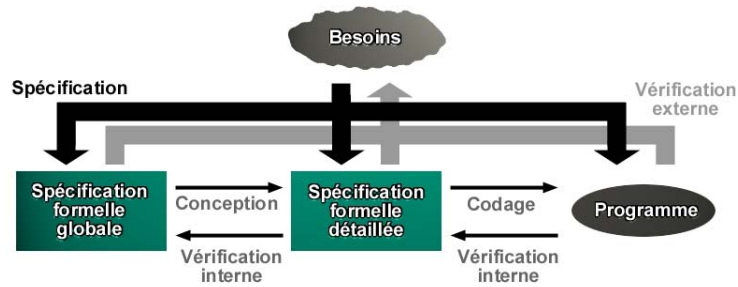 Besoins
Spécification
Vérification
externe
Spécification
formelle
globale
Conception
Vérification
interne
Spécification
formelle
détaillée
Codage
Vérification
interne
Programme